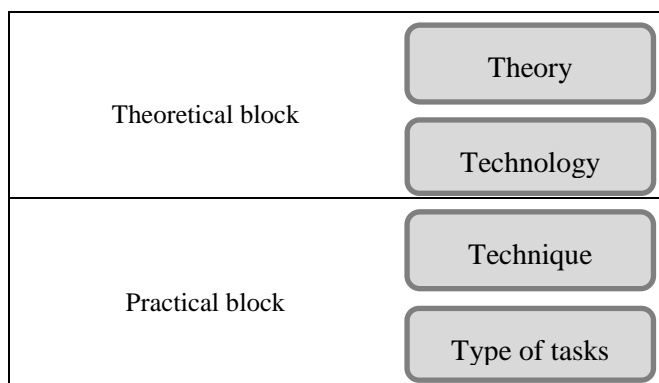 Theoretical block
Theory
Technology
Practical block
Technique
Type of tasks